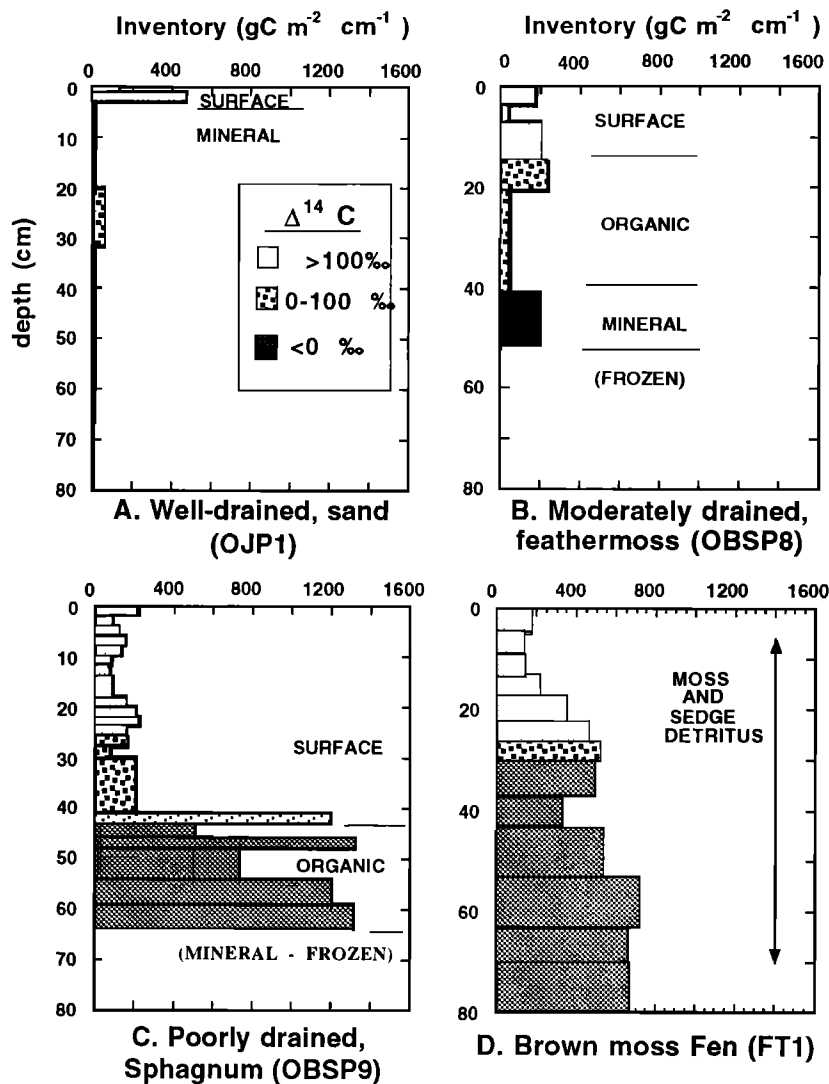 Inventory (gC m⁻² cm⁻¹)
0 400 800 1200 1600
0
10
20
30
40
50
60
70
80
depth (cm)
SURFACE
MINERAL
Δ¹⁴ C
>100‰
0-100 ‰
<0 ‰
A. Well-drained, sand
(OJP1)
Inventory (gC m⁻² cm⁻¹)
0 400 800 1200 1600
0
20
40
60
80
SURFACE
ORGANIC
MINERAL
(FROZEN)
B. Moderately drained,
feathermoss (OBSP8)
0 400 800 1200 1600
0
10
20
30
40
50
60
70
80
SURFACE
ORGANIC
(MINERAL - FROZEN)
C. Poorly drained,
Sphagnum (OBSP9)
0 400 800 1200 1600
0
20
40
60
80
MOSS
AND
SEDGE
DETRITUS
D. Brown moss Fen (FT1)